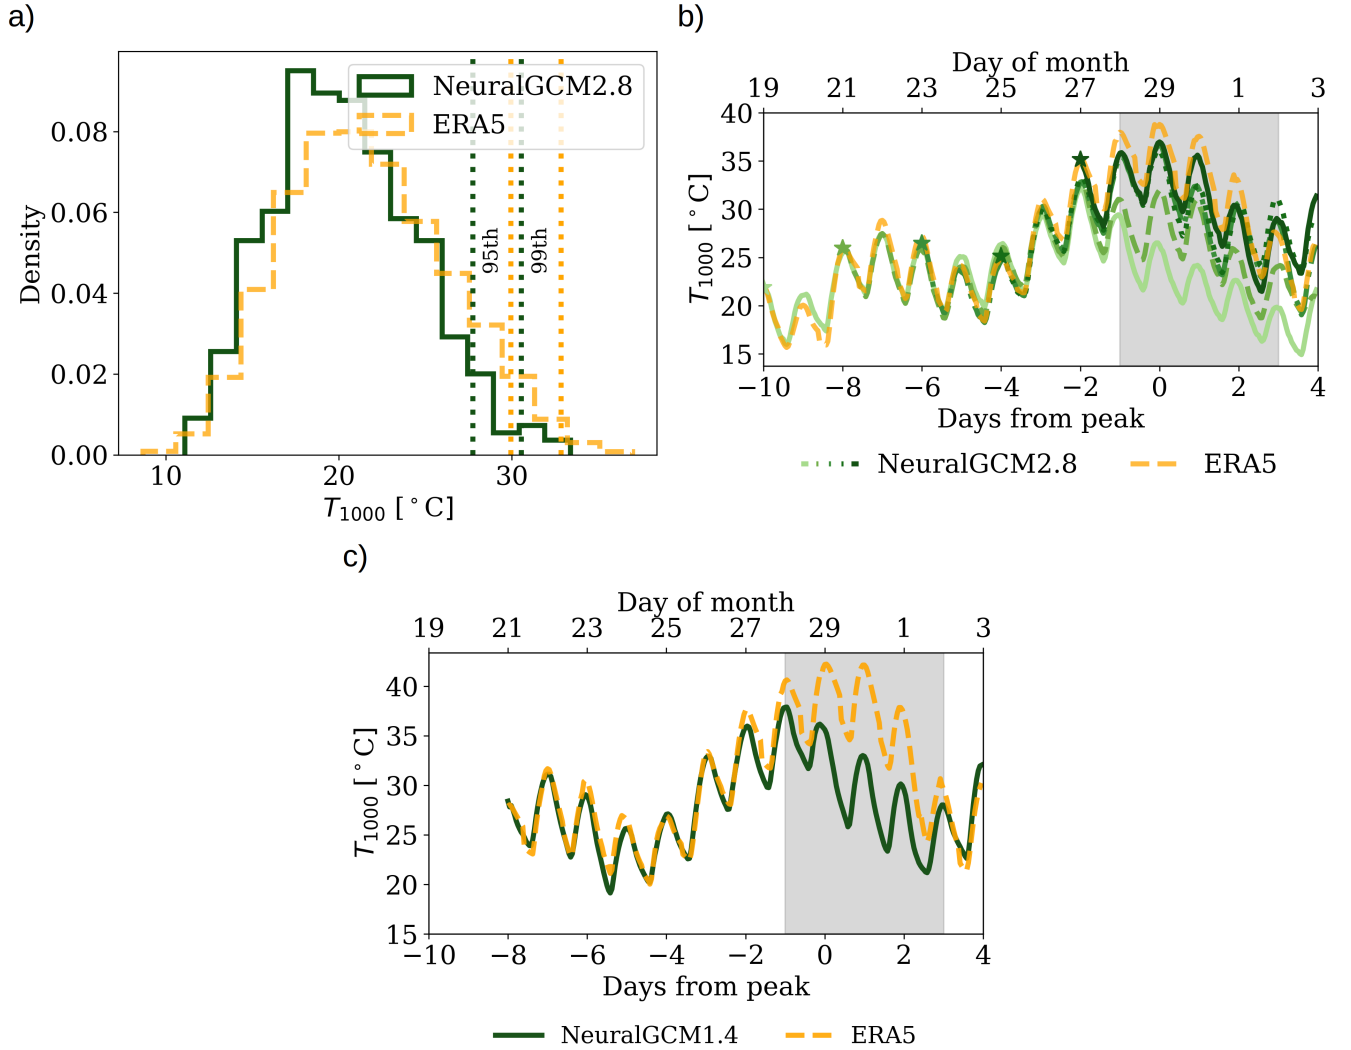 a)
NeuralGCM2.8
ERA5
95th
99th
0.08
0.06
0.04
0.02
0.00
Density
10 20 30
T1000 [°C]
b)
Day of month
19 21 23 25 27 29 1 3
40
35
30
25
20
15
T1000 [°C]
−10 −8 −6 −4 −2 0 2 4
Days from peak
NeuralGCM2.8 ERA5
c)
Day of month
19 21 23 25 27 29 1 3
40
35
30
25
20
15
T1000 [°C]
−10 −8 −6 −4 −2 0 2 4
Days from peak
NeuralGCM1.4 ERA5